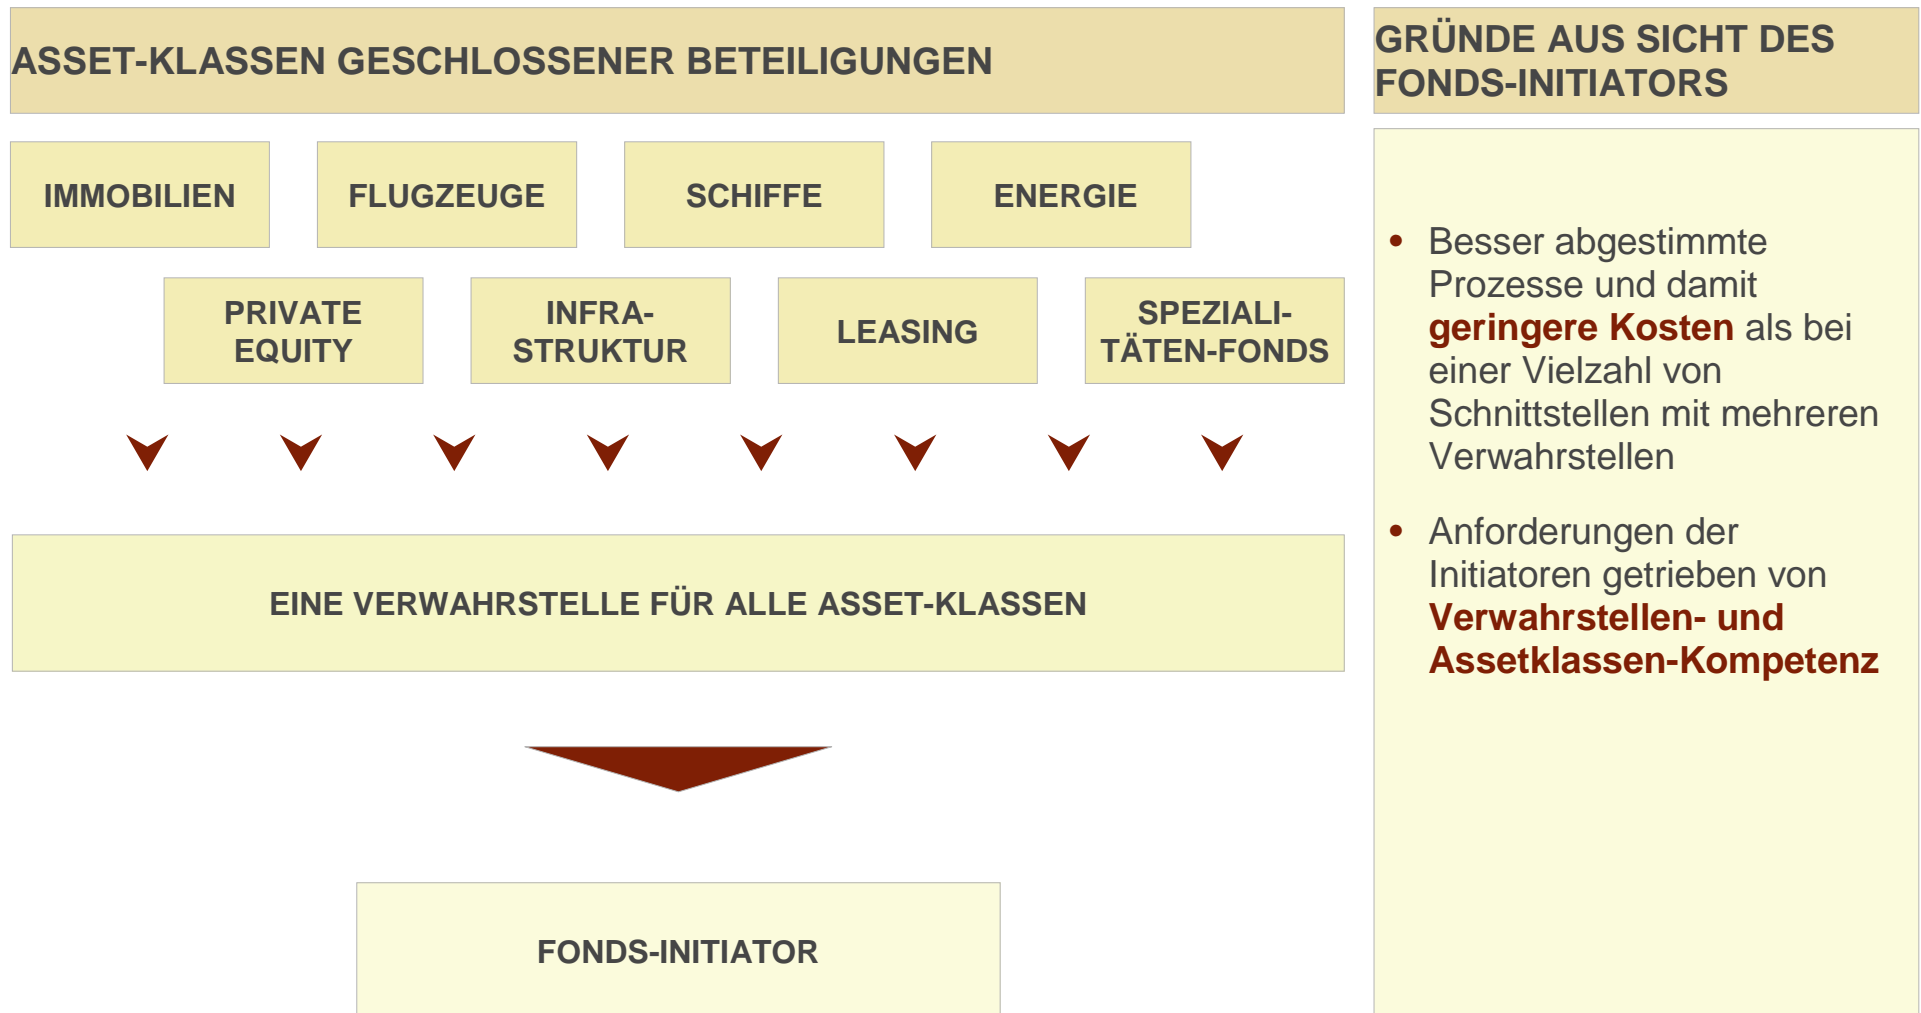 ASSET-KLASSEN GESCHLOSSENER BETEILIGUNGEN
IMMOBILIEN
FLUGZEUGE
SCHIFFE
ENERGIE
PRIVATE
EQUITY
INFRA-
STRUKTUR
LEASING
SPEZIALI-
TÄTEN-FONDS
EINE VERWAHRSTELLE FÜR ALLE ASSET-KLASSEN
FONDS-INITIATOR
GRÜNDE AUS SICHT DES
FONDS-INITIATORS
• Besser abgestimmte
Prozesse und damit
geringere Kosten als bei
einer Vielzahl von
Schnittstellen mit mehreren
Verwahrstellen
• Anforderungen der
Initiatoren getrieben von
Verwahrstellen- und
Assetklassen-Kompetenz